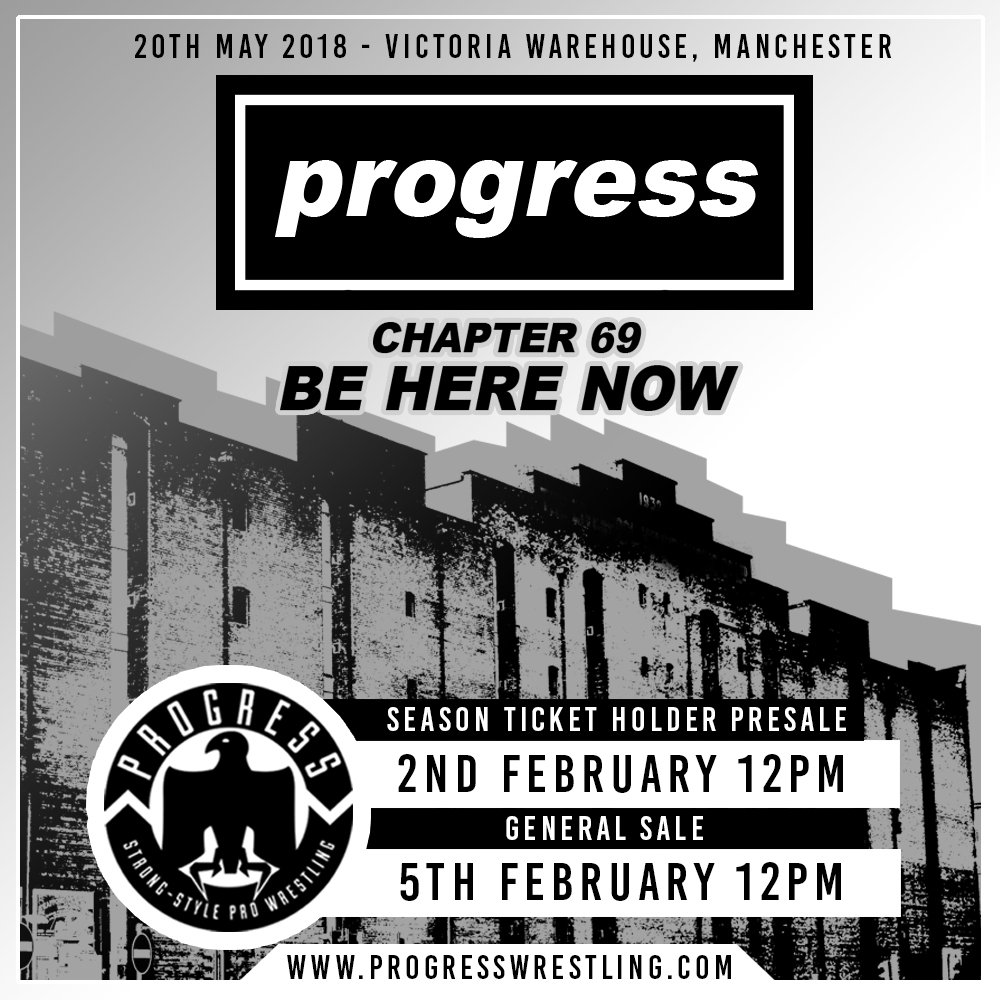 20TH MAY 2018 - VICTORIA WAREHOUSE, MANCHESTER
progress
CHAPTER 69
BE HERE NOW
1932
SEASON TICKET HOLDER PRESALE
2ND FEBRUARY 12PM
GENERAL SALE
5TH FEBRUARY 12PM
PROGRESS
STRONG-STYLE PRO WRESTLING
WWW.PROGRESSWRESTLING.COM